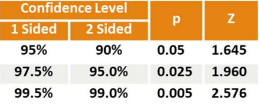 Confidence Level p Z
1 Sided 2 Sided
95% 90% 0.05 1.645
97.5% 95.0% 0.025 1.960
99.5% 99.0% 0.005 2.576